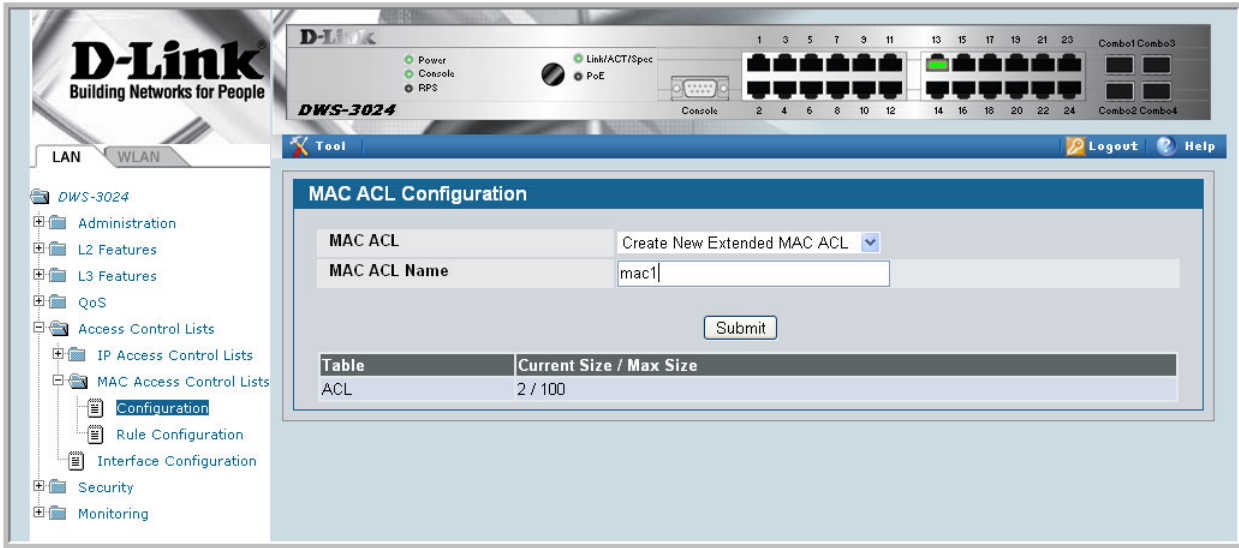 D-Link
Building Networks for People
D-Link
Power
Console
RPS
Link/ACT/Spec
PoE
Console
DWS-3024
1 3 5 7 9 11 13 15 17 19 21 23
2 4 6 8 10 12 14 16 18 20 22 24
Combo1 Combo3
Combo2 Combo4
LAN
WLAN
Tool
Logout
Help
DWS-3024
Administration
L2 Features
L3 Features
QoS
Access Control Lists
IP Access Control Lists
MAC Access Control Lists
Configuration
Rule Configuration
Interface Configuration
Security
Monitoring
MAC ACL Configuration
MAC ACL
Create New Extended MAC ACL
MAC ACL Name
mac1
Submit
Table
Current Size / Max Size
ACL
2 / 100